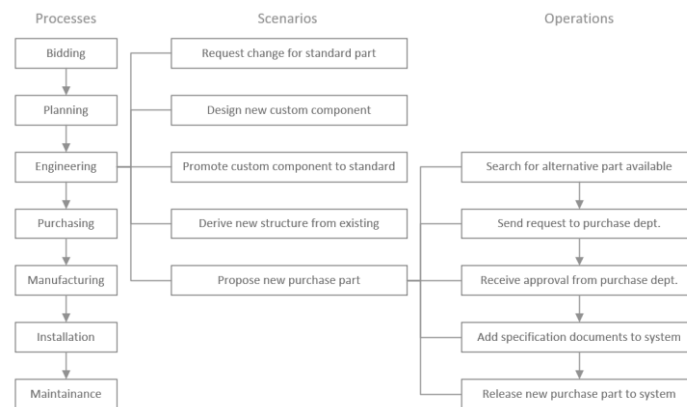 Processes
Scenarios
Operations
Bidding
Request change for standard part
Planning
Design new custom component
Engineering
Promote custom component to standard
Search for alternative part available
Purchasing
Derive new structure from existing
Send request to purchase dept.
Manufacturing
Propose new purchase part
Receive approval from purchase dept.
Installation
Add specification documents to system
Maintainance
Release new purchase part to system